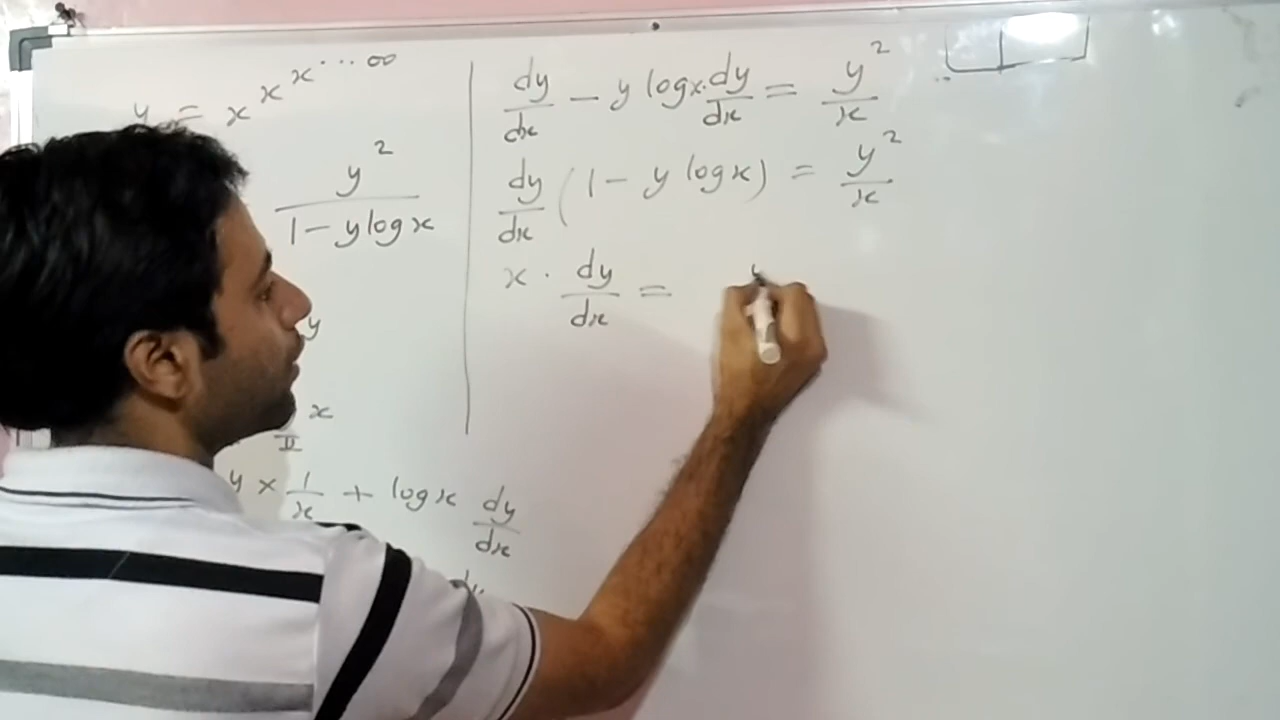 y = x^x^x^...∞
y² / (1 - y log x)
y
x
II
y × 1/x + log x dy/dx
dy/dx - y log x · dy/dx = y²/x
dy/dx (1 - y log x) = y²/x
x · dy/dx =